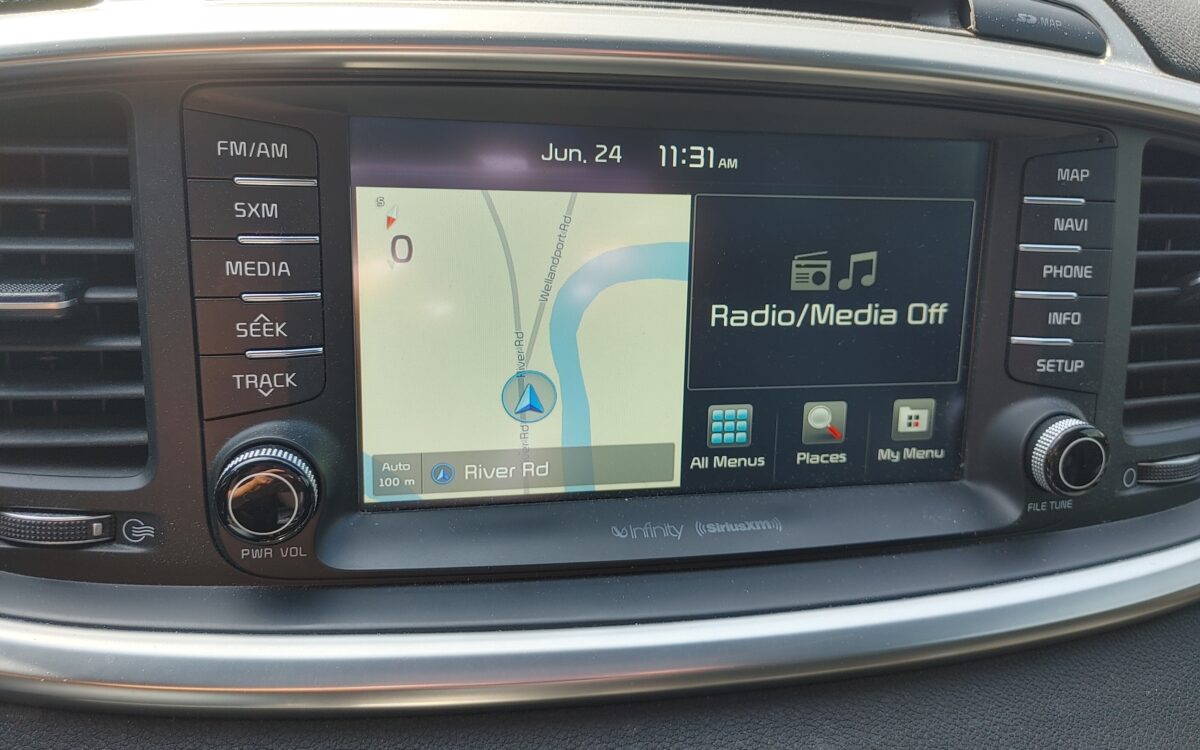 SD MAP
FM/AM
SXM
MEDIA
SEEK
TRACK
PWR VOL
Jun. 24 11:31 AM
S
0
Wellandport Rd
River Rd
Auto
100 m
River Rd
Radio/Media Off
All Menus
Places
My Menu
Infinity ((SiriusXM))
MAP
NAVI
PHONE
INFO
SETUP
FILE TUNE